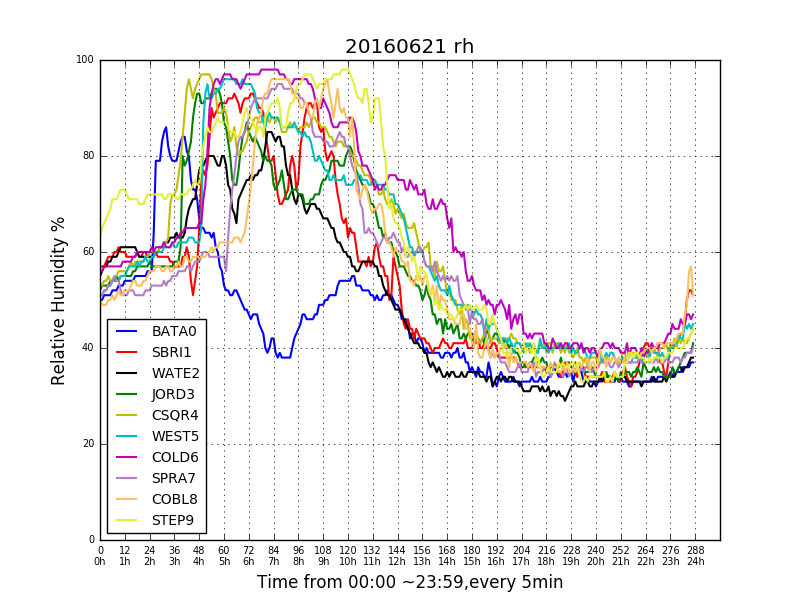 20160621 rh
Relative Humidity %
100
80
60
40
20
0
BATA0
SBRI1
WATE2
JORD3
CSQR4
WEST5
COLD6
SPRA7
COBL8
STEP9
0 12 24 36 48 60 72 84 96 108 120 132 144 156 168 180 192 204 216 228 240 252 264 276 288
0h 1h 2h 3h 4h 5h 6h 7h 8h 9h 10h 11h 12h 13h 14h 15h 16h 17h 18h 19h 20h 21h 22h 23h 24h
Time from 00:00 ~23:59,every 5min